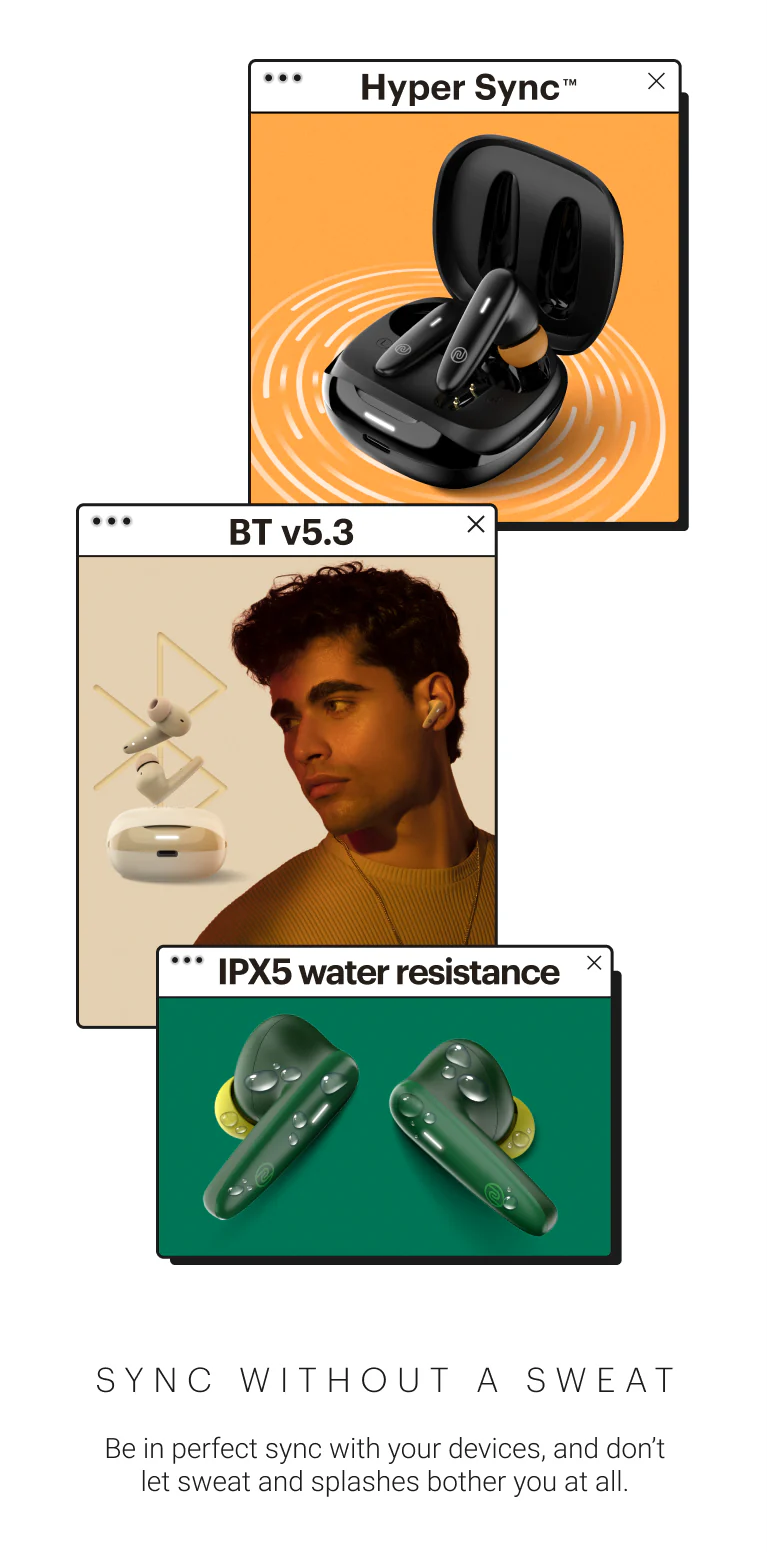 Hyper Sync™
BT v5.3
IPX5 water resistance
SYNC WITHOUT A SWEAT
Be in perfect sync with your devices, and don't
let sweat and splashes bother you at all.